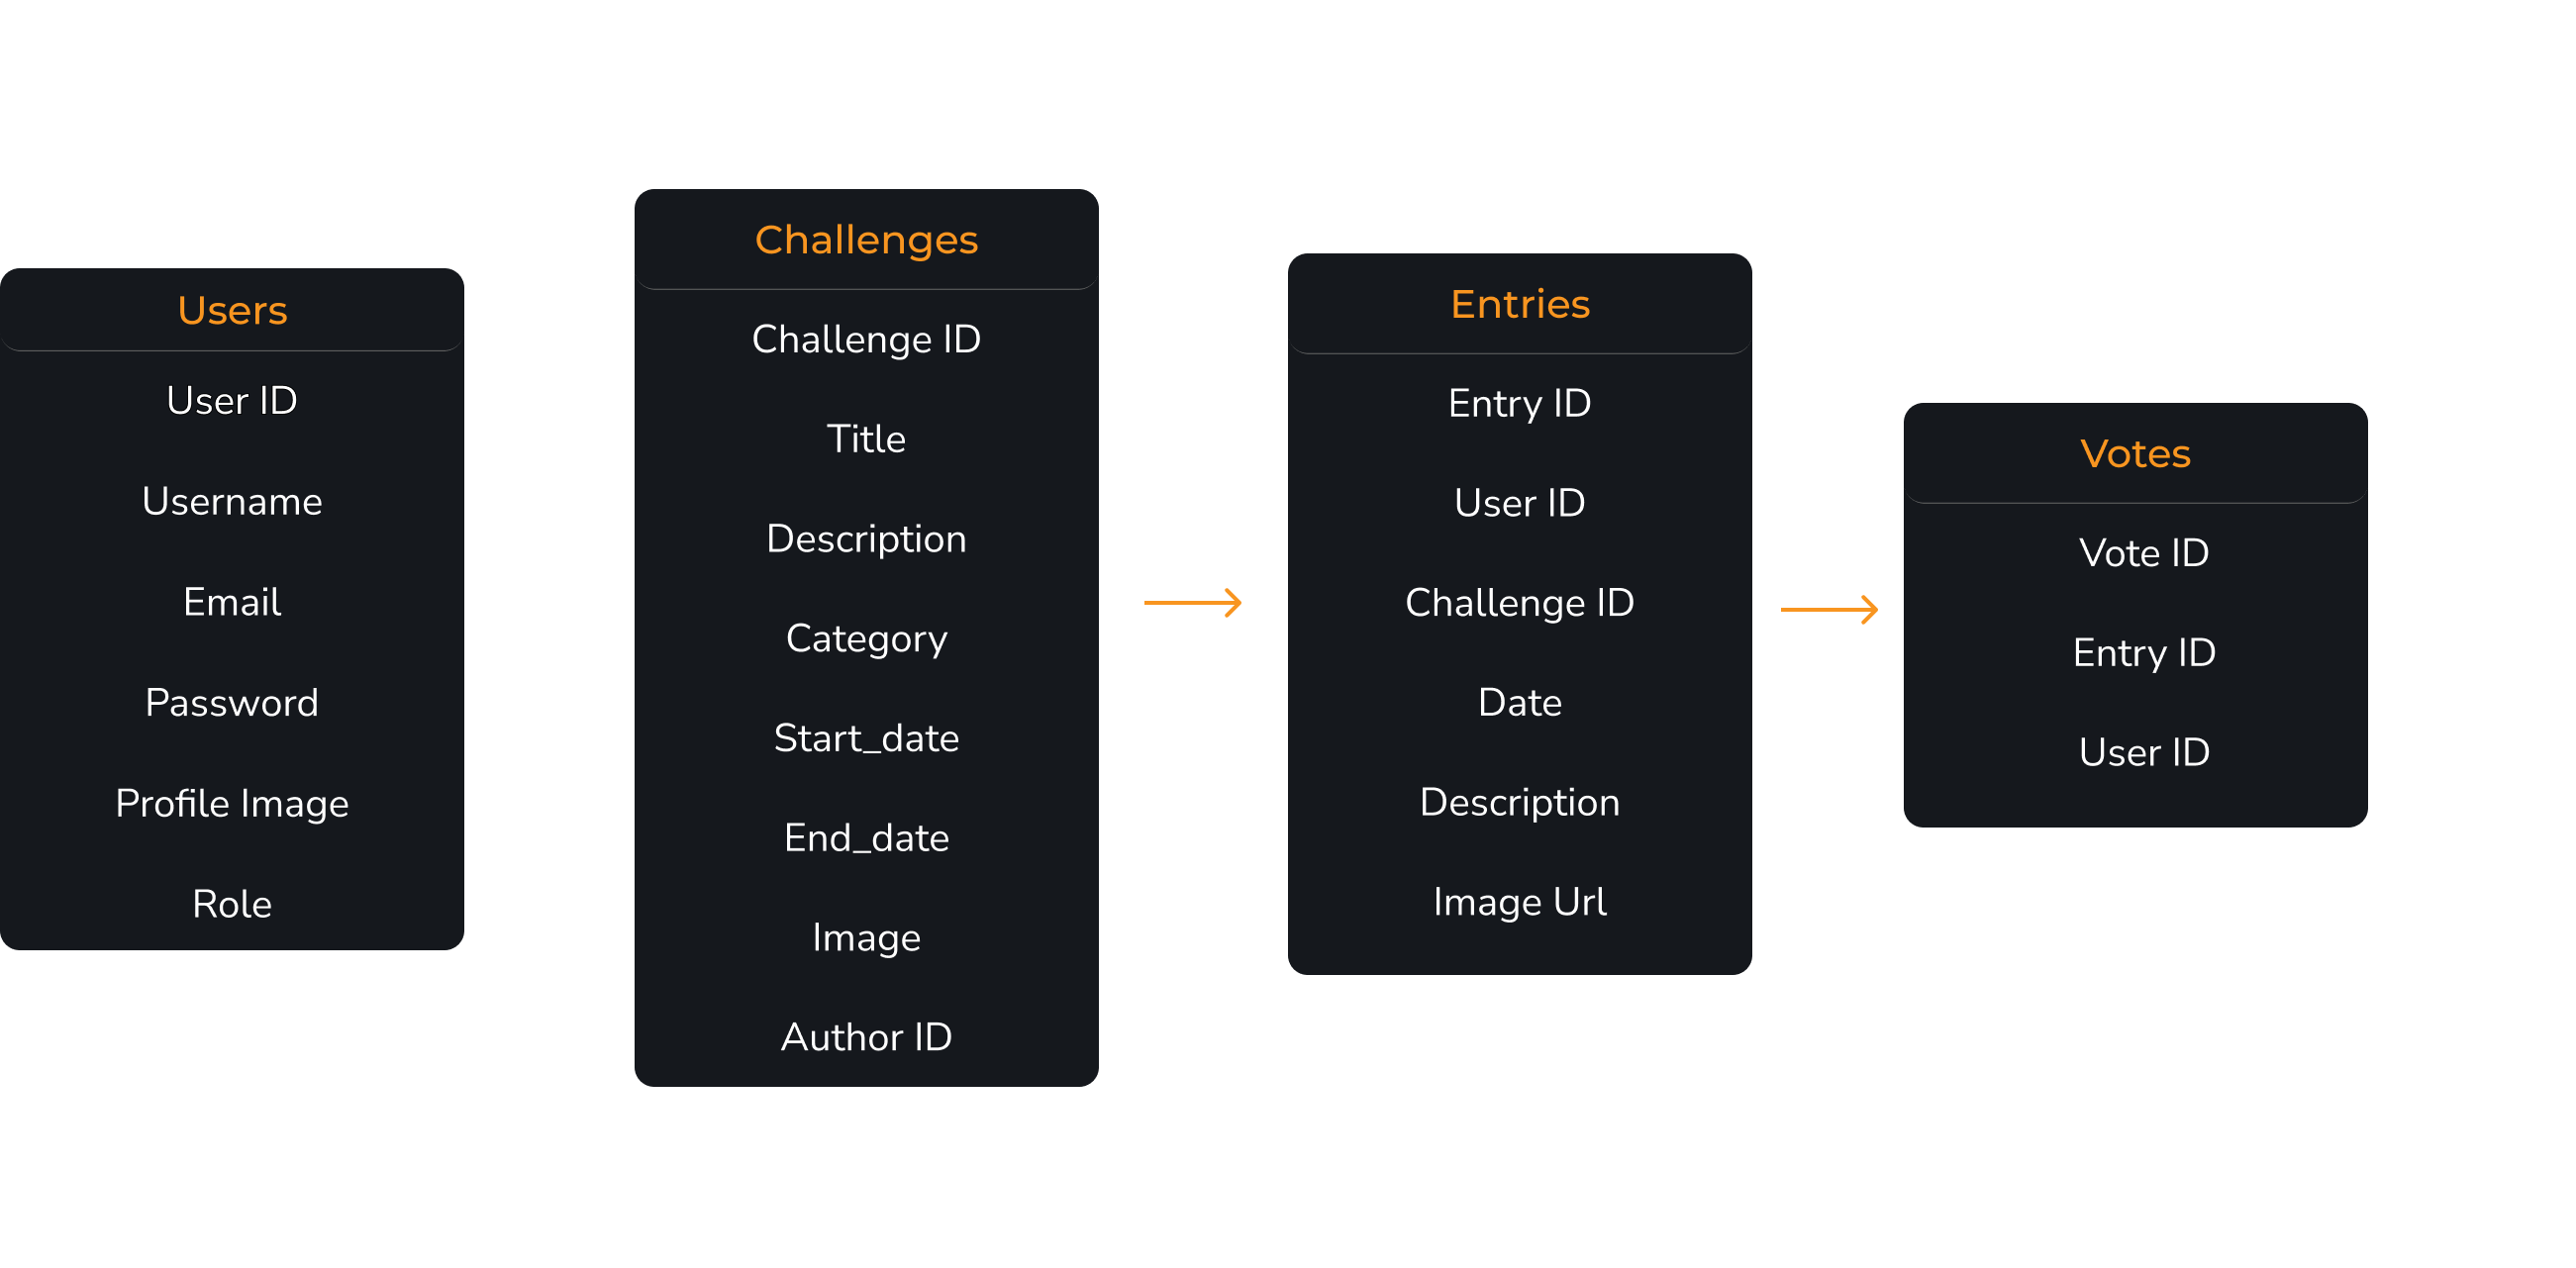 Users
User ID
Username
Email
Password
Profile Image
Role
Challenges
Challenge ID
Title
Description
Category
Start_date
End_date
Image
Author ID
Entries
Entry ID
User ID
Challenge ID
Date
Description
Image Url
Votes
Vote ID
Entry ID
User ID